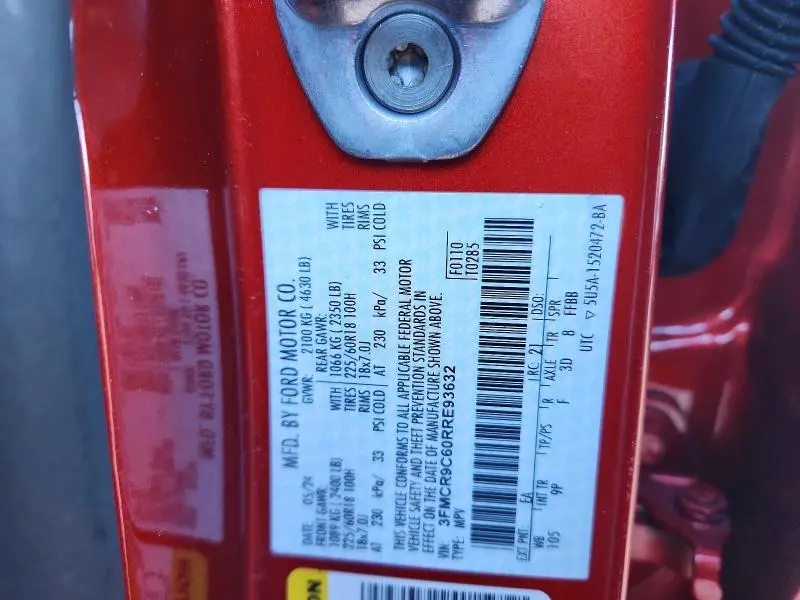 MFD. BY FORD MOTOR CO.
DATE: 05/24 GVWR: 2100 KG ( 4630 LB)
FRONT GAWR: REAR GAWR:
1089 KG ( 2400 LB) WITH 1066 KG ( 2350 LB) WITH
225/60R18 100H TIRES 225/60R18 100H TIRES
18x7.0J RIMS 18x7.0J RIMS
AT 230 kPa/ 33 PSI COLD AT 230 kPa/ 33 PSI COLD
THIS VEHICLE CONFORMS TO ALL APPLICABLE FEDERAL MOTOR
VEHICLE SAFETY AND THEFT PREVENTION STANDARDS IN
EFFECT ON THE DATE OF MANUFACTURE SHOWN ABOVE.
VIN: 3FMCR9C60RRE93632 F0110
TYPE: MPV T0285
EXT PNT: EA RC: 21 DSO:
WB INT TR TP/PS R AXLE TR SPR
105 9P F 3D 8 FFBB
UTC ▽ 5U5A-1520472-BA